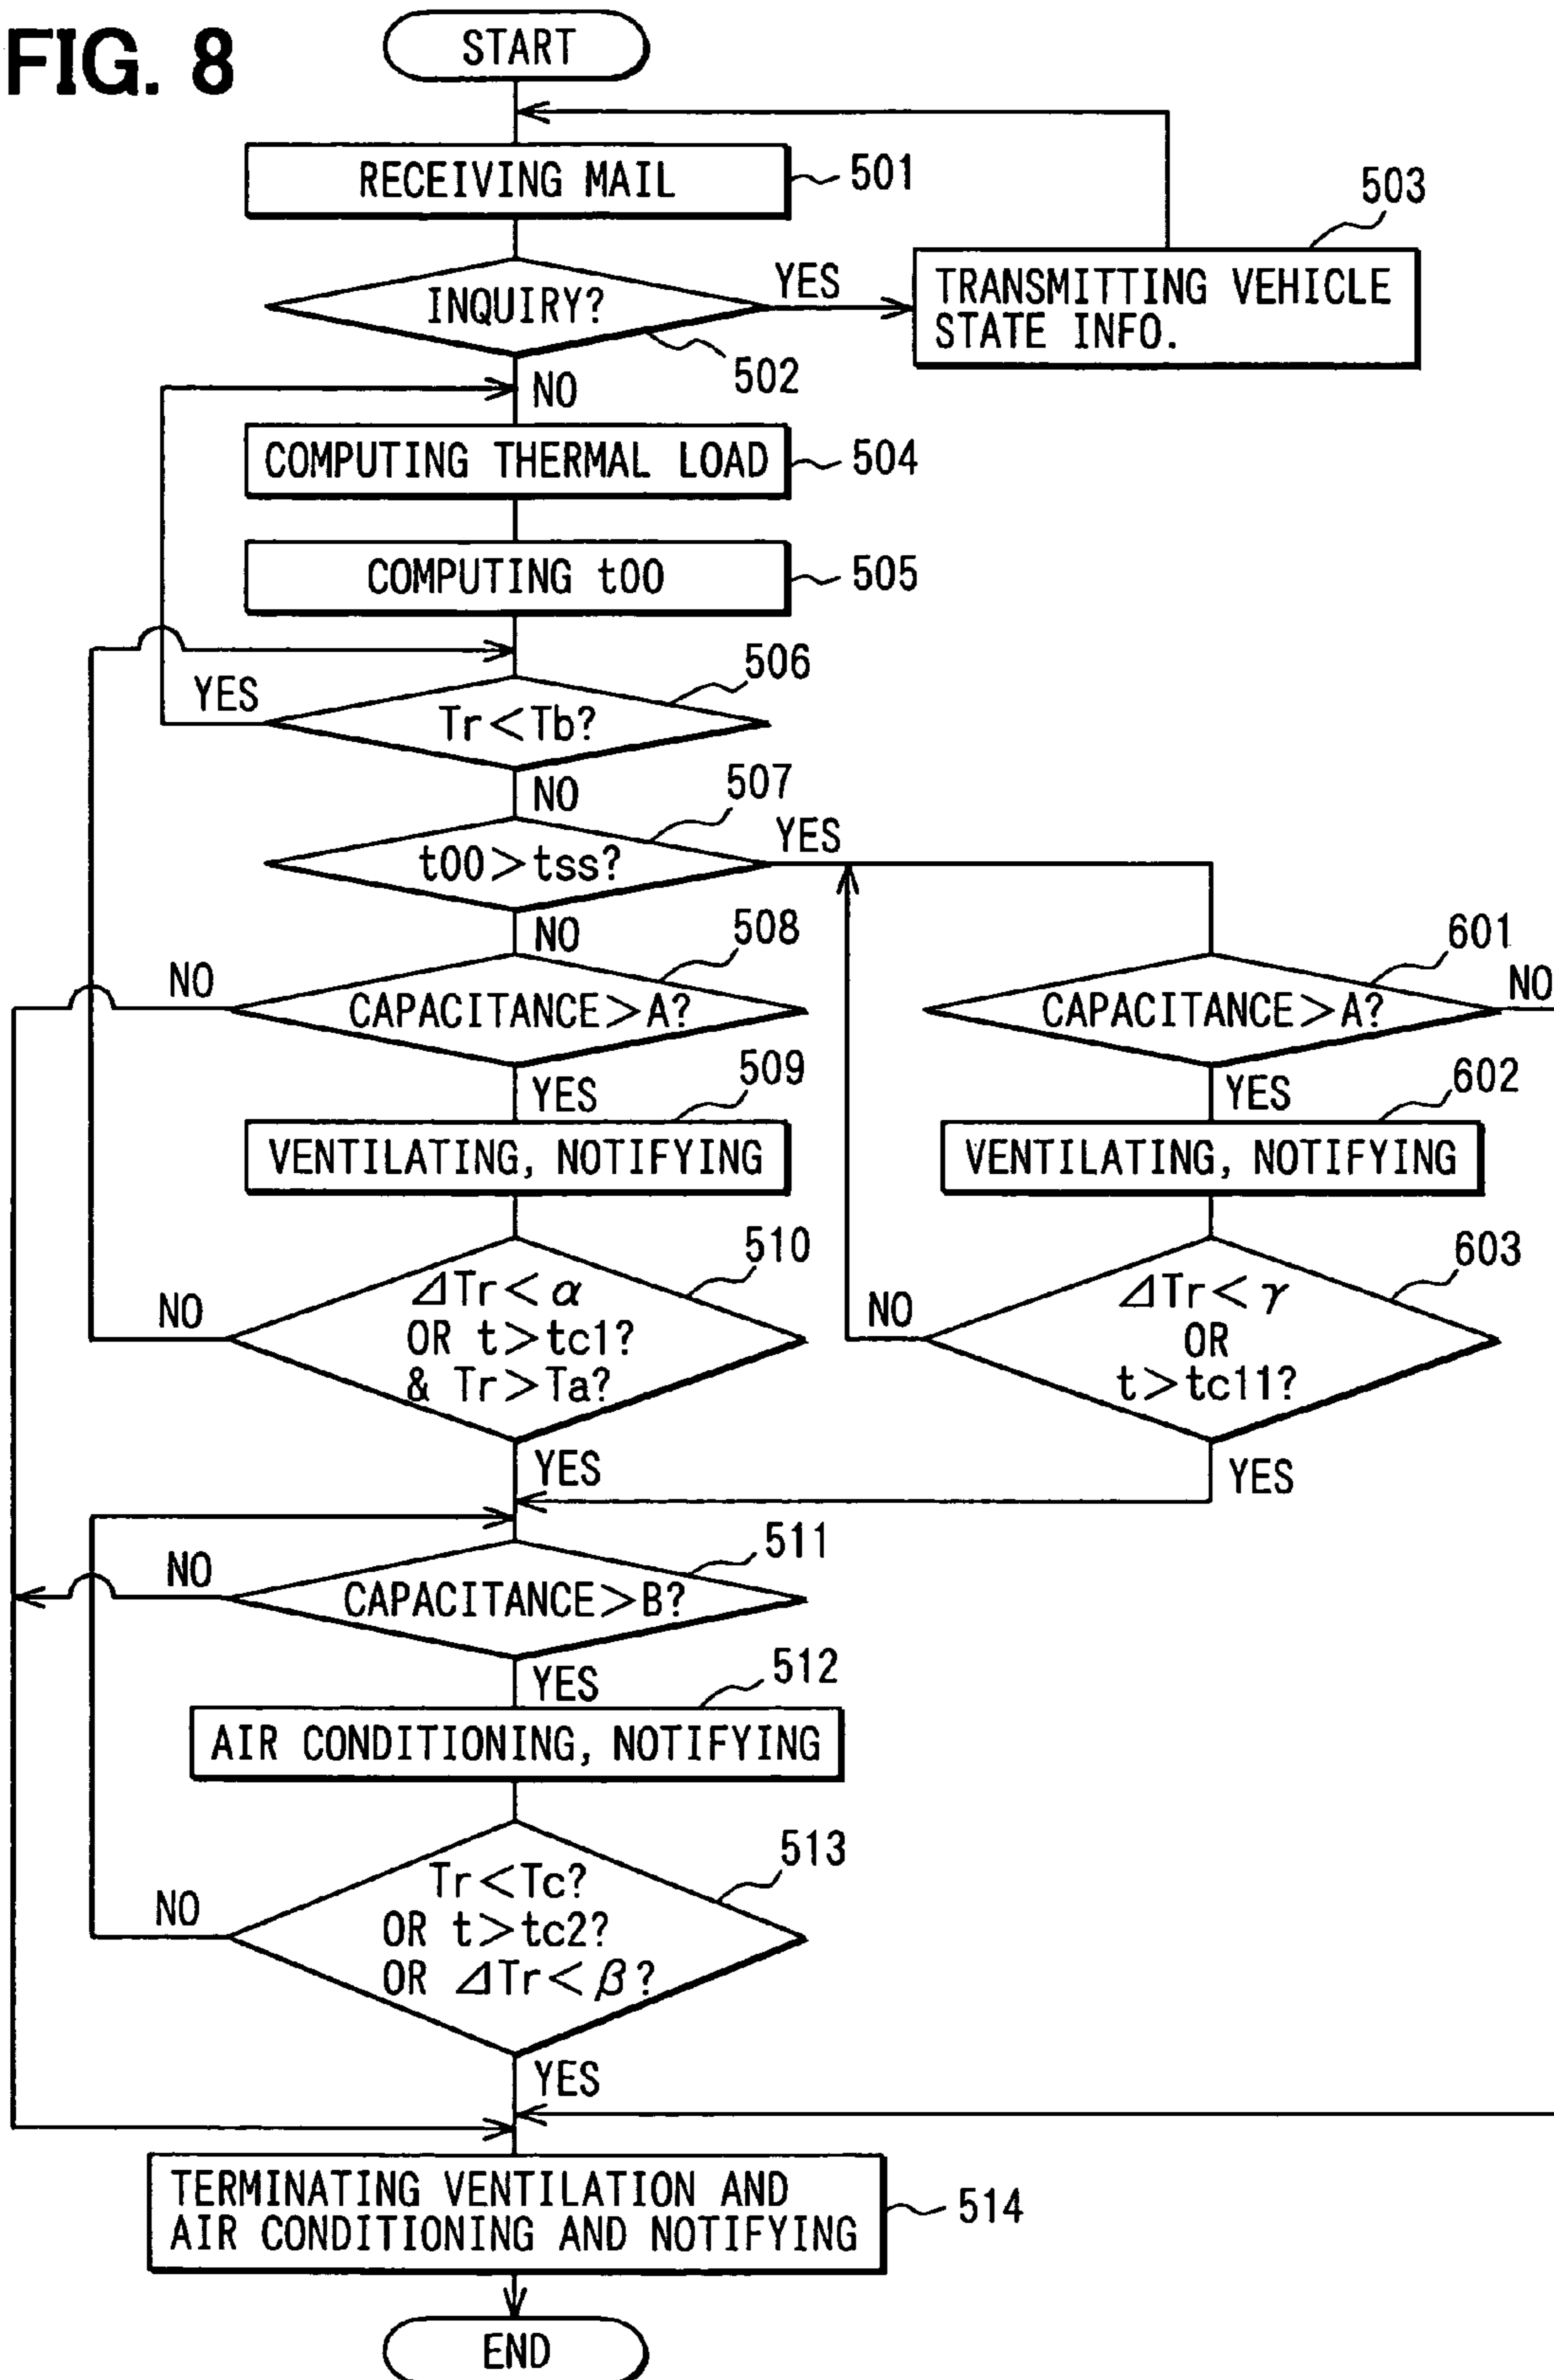 FIG. 8
START
RECEIVING MAIL
501
503
INQUIRY?
YES
TRANSMITTING VEHICLE
STATE INFO.
502
NO
COMPUTING THERMAL LOAD
504
COMPUTING t00
505
506
YES
Tr<Tb?
NO
507
t00>tss?
YES
NO
508
601
NO
CAPACITANCE>A?
CAPACITANCE>A?
NO
YES
509
YES
602
VENTILATING, NOTIFYING
VENTILATING, NOTIFYING
510
603
NO
⊿Tr<α
OR t>tc1?
& Tr>Ta?
NO
⊿Tr<γ
OR
t>tc11?
YES
YES
511
NO
CAPACITANCE>B?
YES
512
AIR CONDITIONING, NOTIFYING
513
NO
Tr<Tc?
OR t>tc2?
OR ⊿Tr<β?
YES
TERMINATING VENTILATION AND
AIR CONDITIONING AND NOTIFYING
514
END